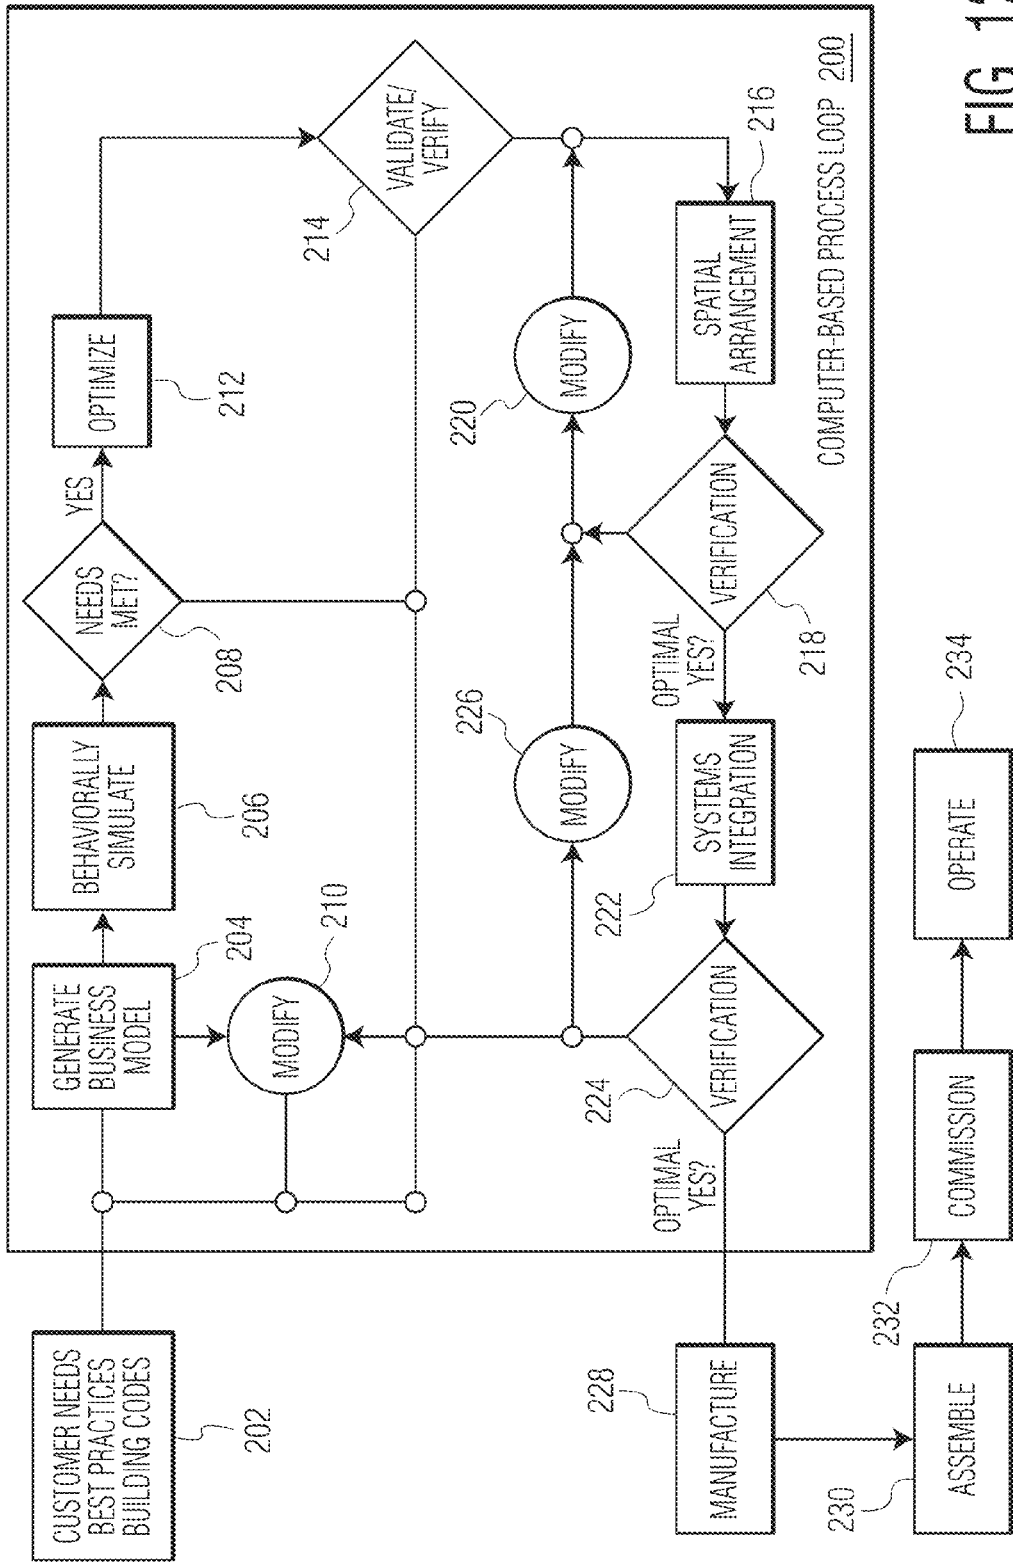 CUSTOMER NEEDS
BEST PRACTICES
BUILDING CODES
202
GENERATE
BUSINESS
MODEL
204
BEHAVIORALLY
SIMULATE
206
NEEDS
MET?
208
YES
OPTIMIZE
212
MODIFY
210
VALIDATE/
VERIFY
214
MODIFY
226
MODIFY
220
OPTIMAL
YES?
VERIFICATION
224
SYSTEMS
INTEGRATION
222
OPTIMAL
YES?
VERIFICATION
218
SPATIAL
ARRANGEMENT
216
COMPUTER-BASED PROCESS LOOP 200
MANUFACTURE
228
ASSEMBLE
230
COMMISSION
232
OPERATE
234
FIG